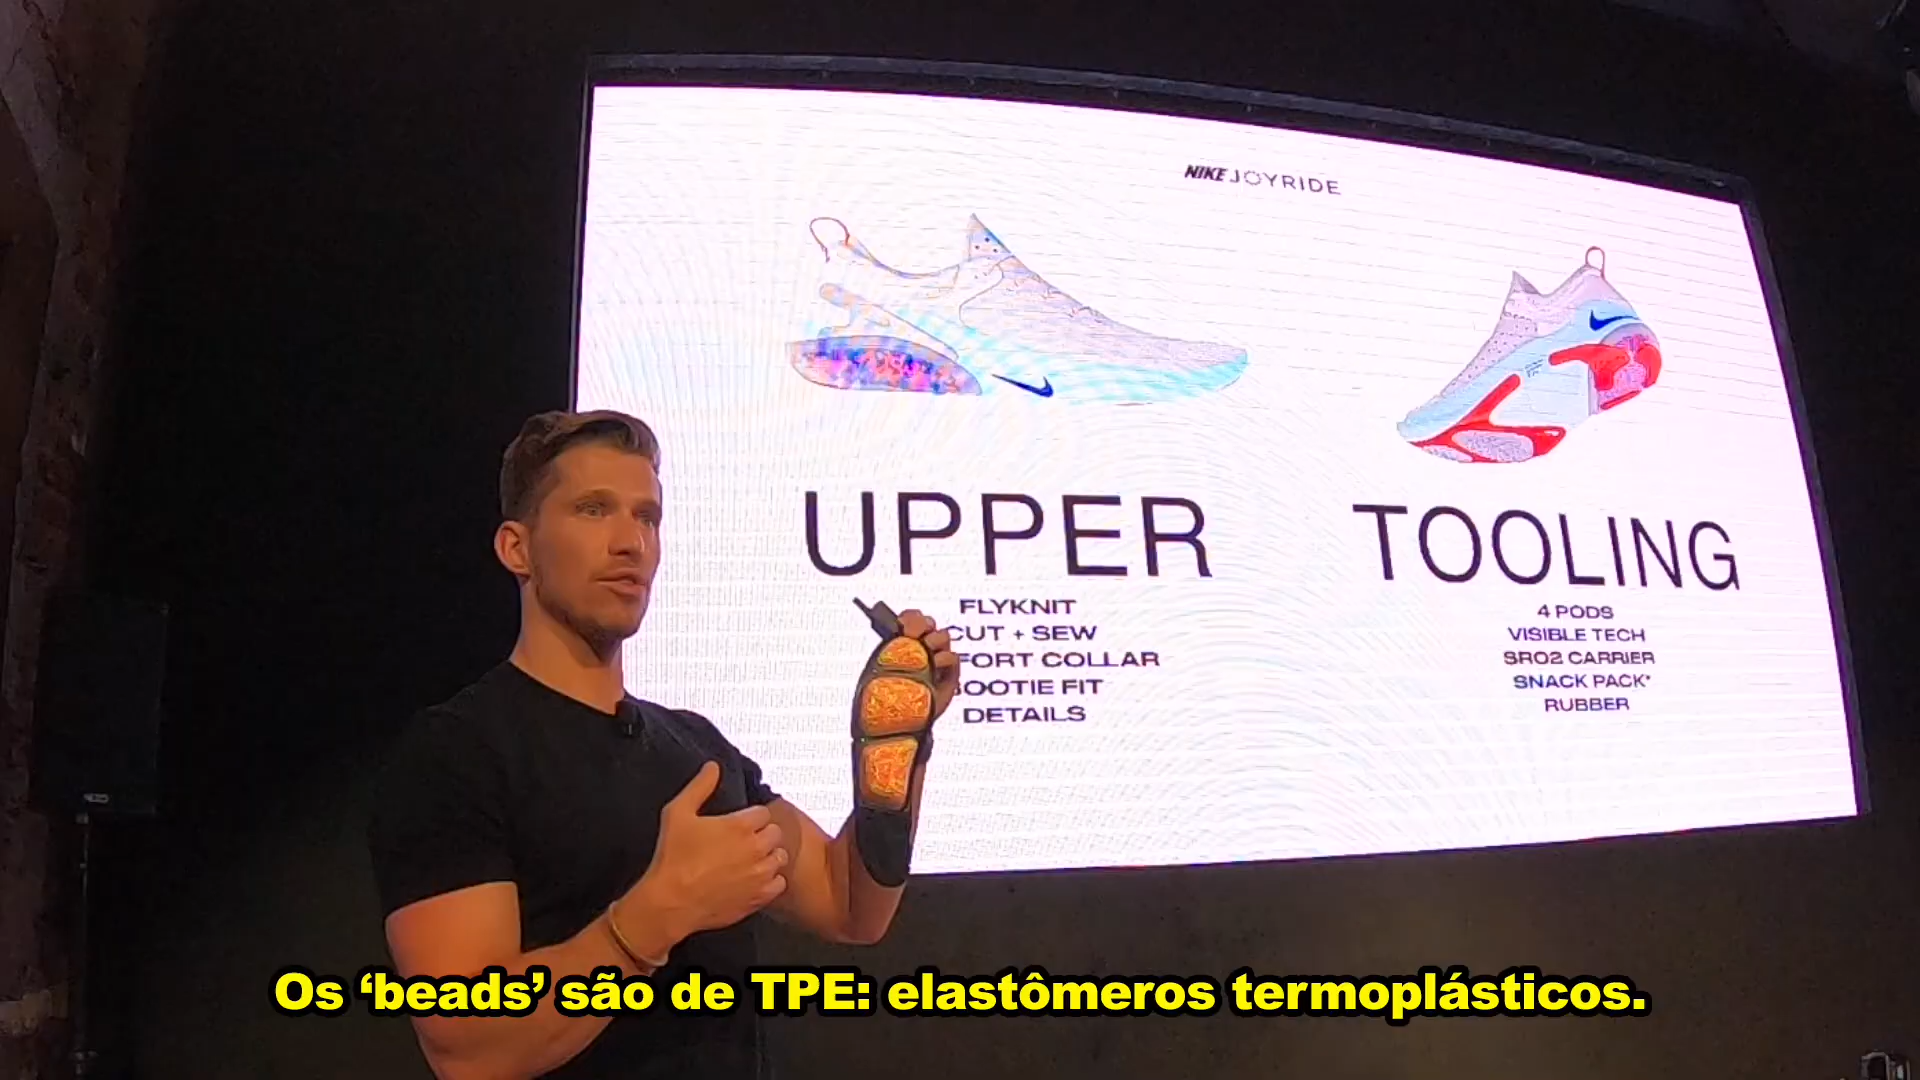 NIKE JOYRIDE
UPPER
FLYKNIT
CUT + SEW
FORT COLLAR
OOTIE FIT
DETAILS
TOOLING
4 PODS
VISIBLE TECH
SRO2 CARRIER
SNACK PACK*
RUBBER
Os ‘beads’ são de TPE: elastômeros termoplásticos.